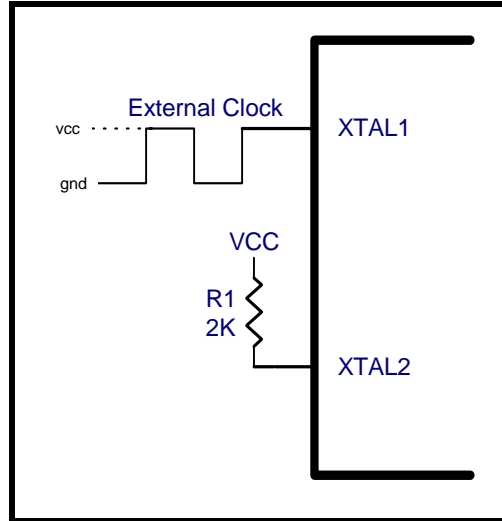 External Clock
vcc
XTAL1
gnd
VCC
R1
2K
XTAL2